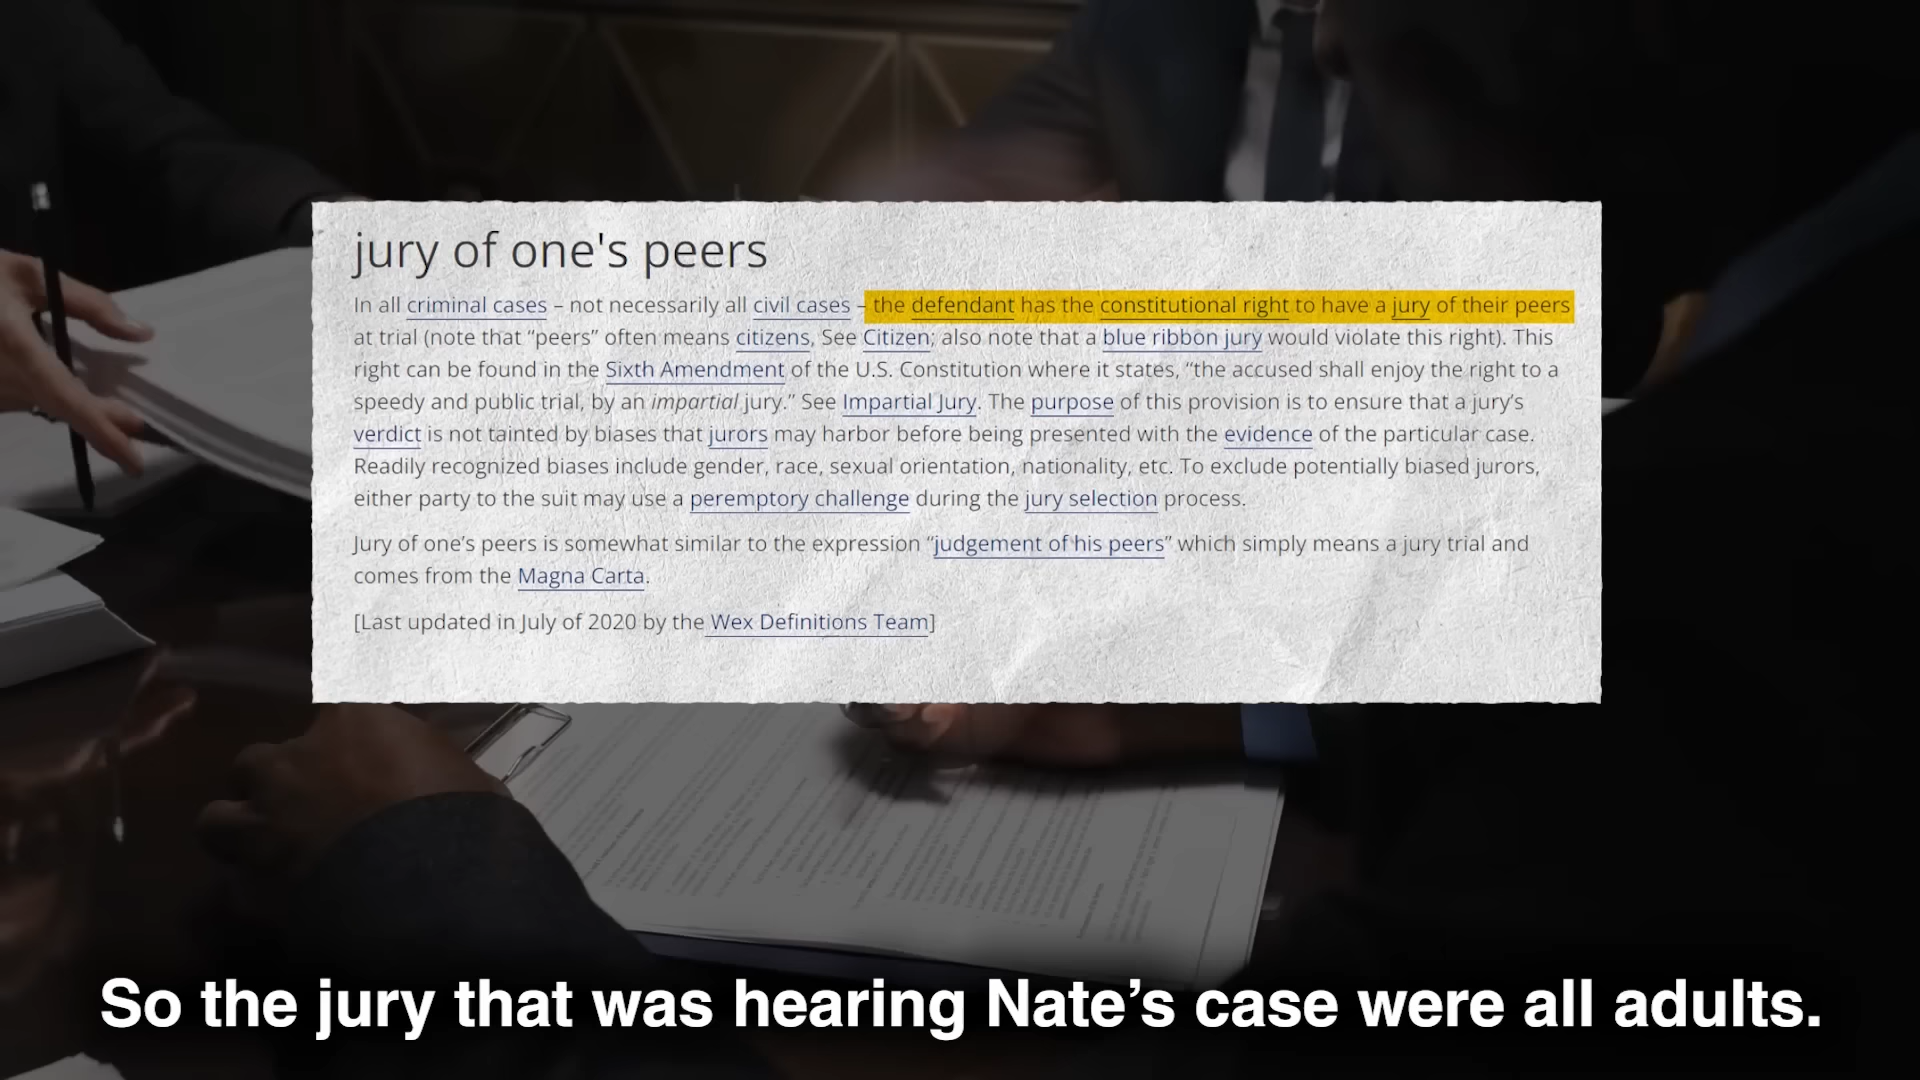 jury of one's peers
In all criminal cases – not necessarily all civil cases – the defendant has the constitutional right to have a jury of their peers
at trial (note that “peers” often means citizens, See Citizen; also note that a blue ribbon jury would violate this right). This
right can be found in the Sixth Amendment of the U.S. Constitution where it states, “the accused shall enjoy the right to a
speedy and public trial, by an impartial jury.” See Impartial Jury. The purpose of this provision is to ensure that a jury’s
verdict is not tainted by biases that jurors may harbor before being presented with the evidence of the particular case.
Readily recognized biases include gender, race, sexual orientation, nationality, etc. To exclude potentially biased jurors,
either party to the suit may use a peremptory challenge during the jury selection process.
Jury of one’s peers is somewhat similar to the expression “judgement of his peers” which simply means a jury trial and
comes from the Magna Carta.
[Last updated in July of 2020 by the Wex Definitions Team]
So the jury that was hearing Nate’s case were all adults.